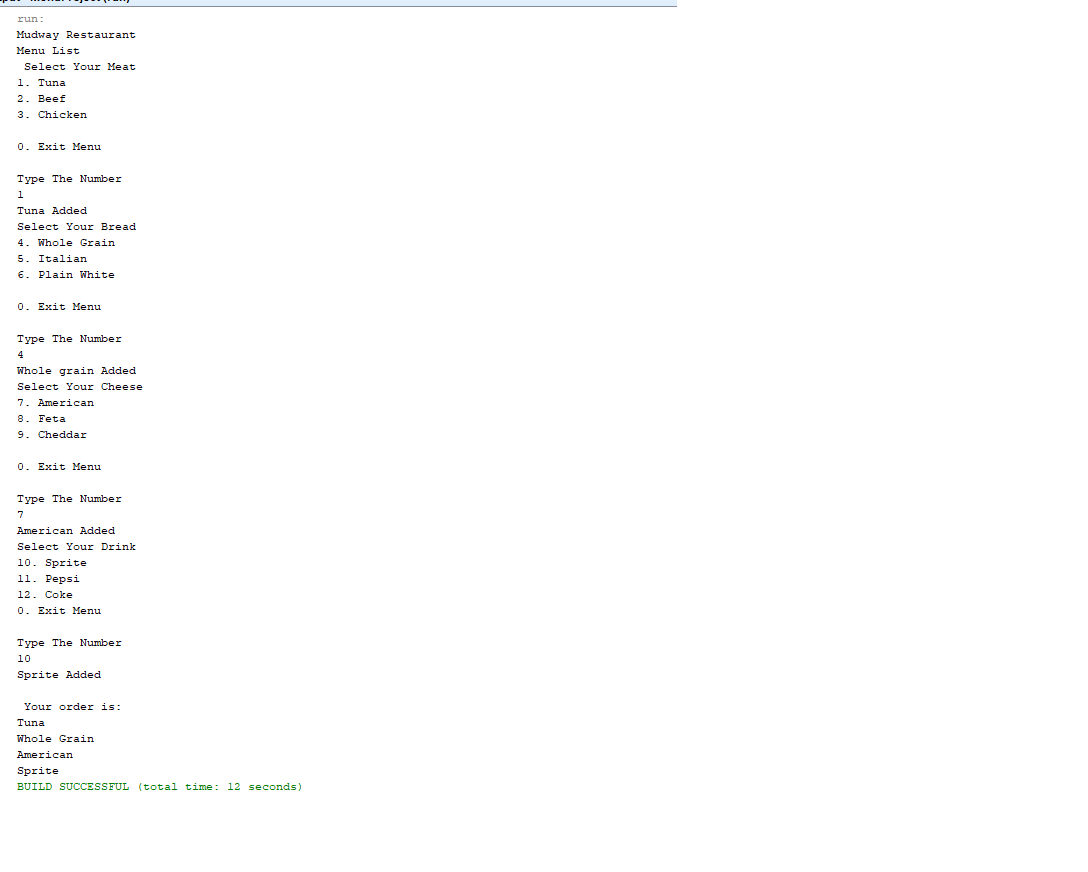 run:
Mudway Restaurant
Menu List
Select Your Meat
1. Tuna
2. Beef
3. Chicken
0. Exit Menu
Type The Number
1
Tuna Added
Select Your Bread
4. Whole Grain
5. Italian
6. Plain White
0. Exit Menu
Type The Number
4
Whole grain Added
Select Your Cheese
7. American
8. Feta
9. Cheddar
0. Exit Menu
Type The Number
7
American Added
Select Your Drink
10. Sprite
11. Pepsi
12. Coke
0. Exit Menu
Type The Number
10
Sprite Added
Your order is:
Tuna
Whole Grain
American
Sprite
BUILD SUCCESSFUL (total time: 12 seconds)